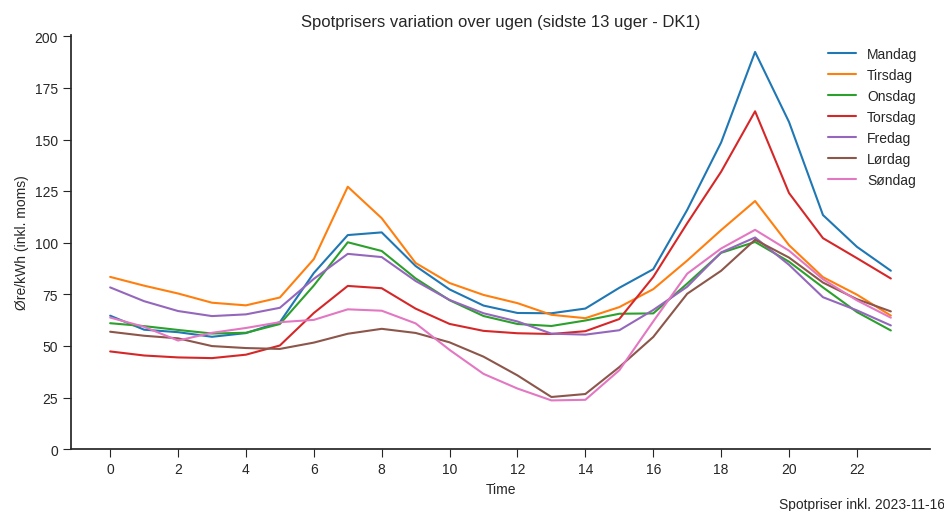 Spotprisers variation over ugen (sidste 13 uger - DK1)
200
175
150
125
100
75
50
25
0
Øre/kWh (inkl. moms)
Mandag
Tirsdag
Onsdag
Torsdag
Fredag
Lørdag
Søndag
0 2 4 6 8 10 12 14 16 18 20 22
Time
Spotpriser inkl. 2023-11-16